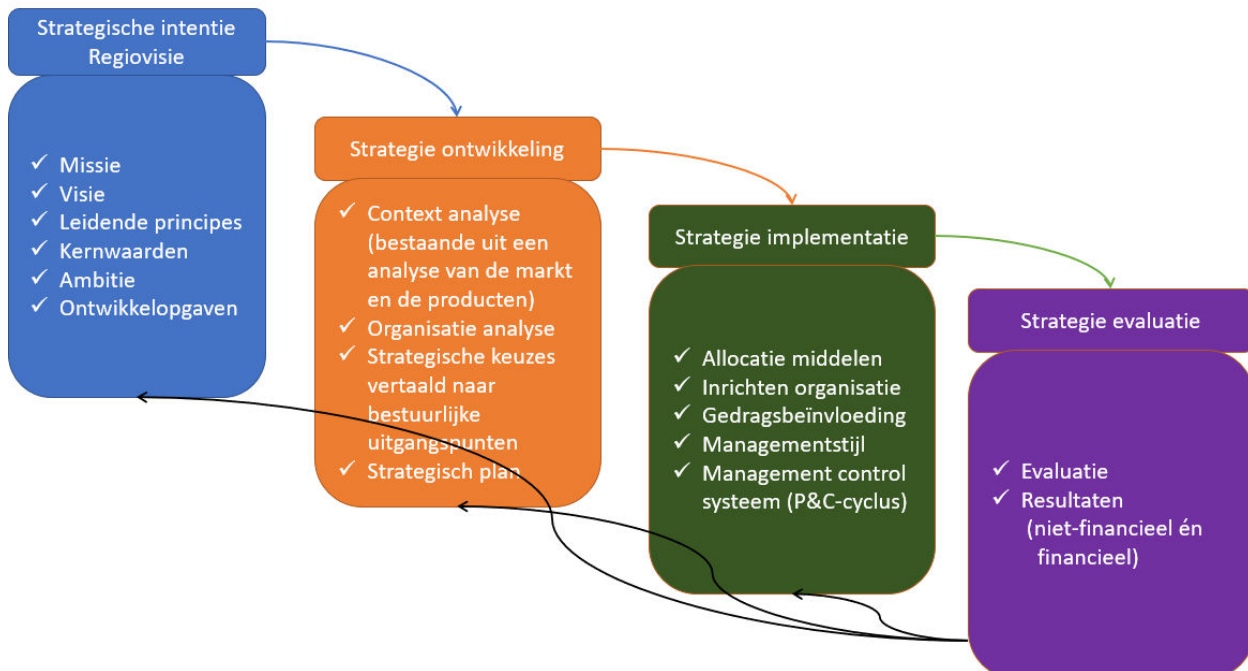 Strategische intentie
Regiovisie
✓ Missie
✓ Visie
✓ Leidende principes
✓ Kernwaarden
✓ Ambitie
✓ Ontwikkelopgaven
Strategie ontwikkeling
✓ Context analyse
(bestaande uit een
analyse van de markt
en de producten)
✓ Organisatie analyse
✓ Strategische keuzes
vertaald naar
bestuurlijke
uitgangspunten
✓ Strategisch plan
Strategie implementatie
✓ Allocatie middelen
✓ Inrichten organisatie
✓ Gedragsbeïnvloeding
✓ Managementstijl
✓ Management control
systeem (P&C-cyclus)
Strategie evaluatie
✓ Evaluatie
✓ Resultaten
(niet-financieel én
financieel)